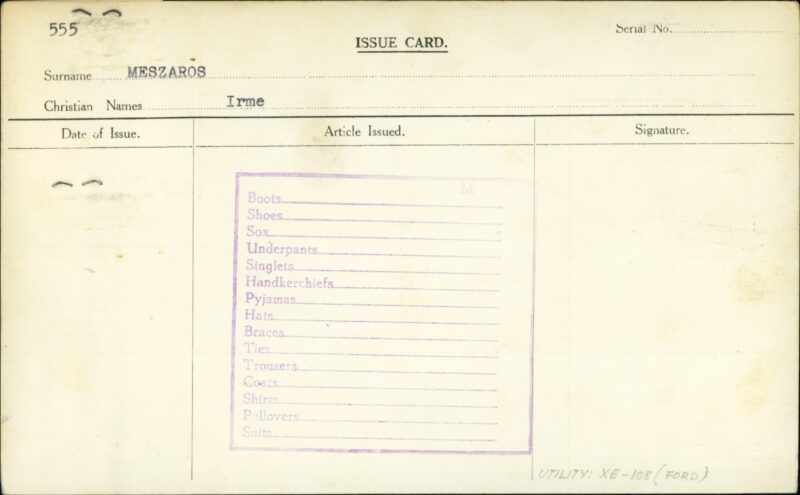 555
ISSUE CARD.
Serial No.
Surname MESZAROS
Christian Names Irme
Date of Issue. Article Issued. Signature.
M
Boots
Shoes
Sox
Underpants
Singlets
Handkerchiefs
Pyjamas
Hats
Braces
Ties
Trousers
Coats
Shirts
Pullovers
Suits
UTILITY: XE-108 (FORD)